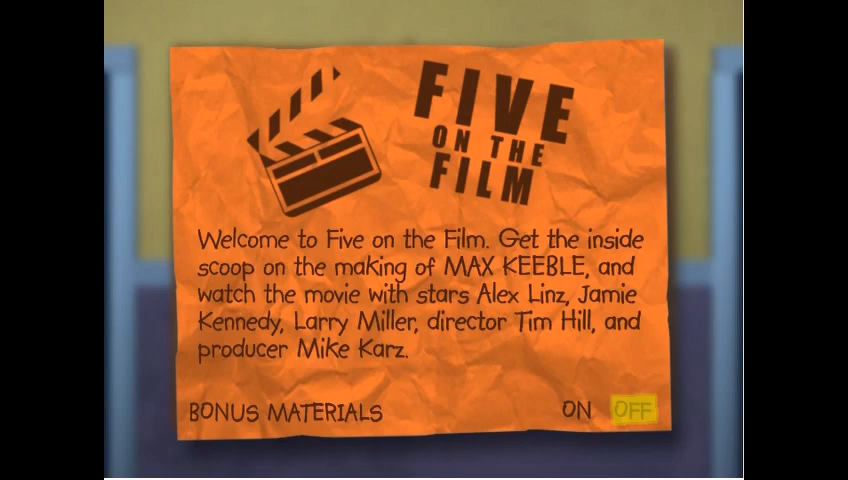 FIVE
ON THE
FILM
Welcome to Five on the Film. Get the inside
scoop on the making of MAX KEEBLE, and
watch the movie with stars Alex Linz, Jamie
Kennedy, Larry Miller, director Tim Hill, and
producer Mike Karz.
BONUS MATERIALS ON OFF